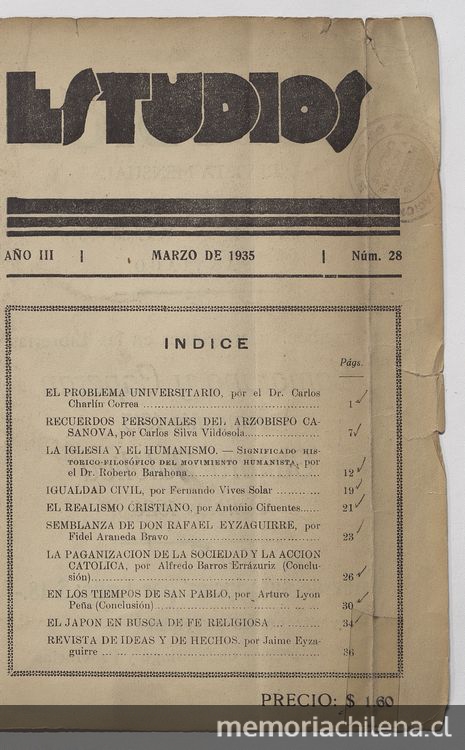 ESTUDIOS
AÑO III | MARZO DE 1935 | Núm. 28
INDICE
Págs.
EL PROBLEMA UNIVERSITARIO, por el Dr. Carlos
Charlín Correa ........ 1
RECUERDOS PERSONALES DEL ARZOBISPO CA-
SANOVA, por Carlos Silva Vildósola........ 7
LA IGLESIA Y EL HUMANISMO. — SIGNIFICADO HIS-
TORICO-FILOSÓFICO DEL MOVIMIENTO HUMANISTA, por
el Dr. Roberto Barahona........ 12
IGUALDAD CIVIL, por Fernando Vives Solar ........ 19
EL REALISMO CRISTIANO, por Antonio Cifuentes...... 21
SEMBLANZA DE DON RAFAEL EYZAGUIRRE, por
Fidel Araneda Bravo ........ 23
LA PAGANIZACION DE LA SOCIEDAD Y LA ACCION
CATOLICA, por Alfredo Barros Errázuriz (Conclu-
sión)........ 26
EN LOS TIEMPOS DE SAN PABLO, por Arturo Lyon
Peña (Conclusión)........ 30
EL JAPON EN BUSCA DE FE RELIGIOSA ........ 34
REVISTA DE IDEAS Y DE HECHOS. por Jaime Eyza-
guirre ........ 36
PRECIO: $ 1.60
memoriachilena.cl